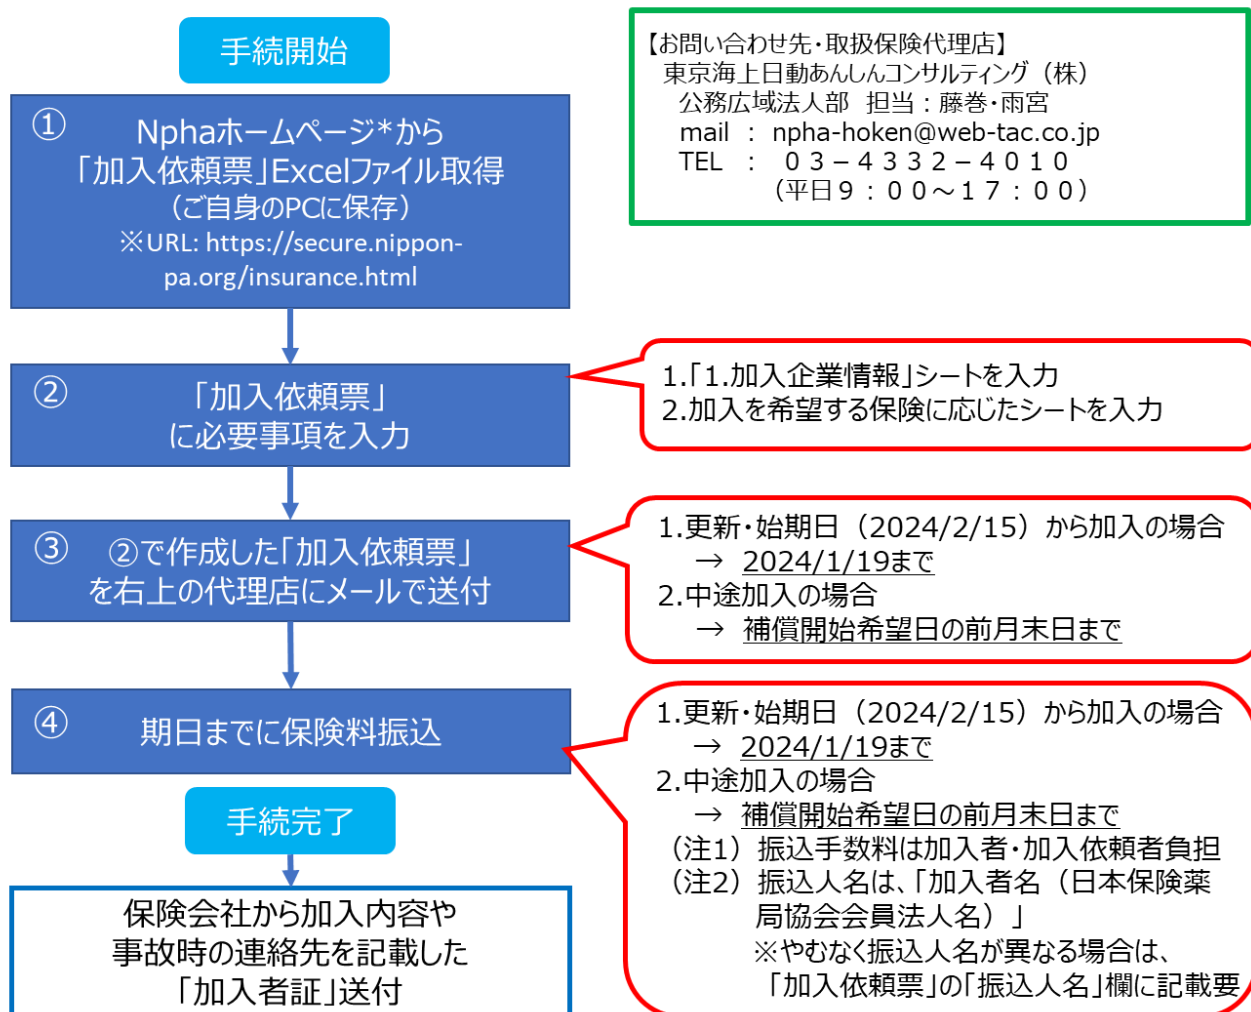 手続開始
【お問い合わせ先・取扱保険代理店】
東京海上日動あんしんコンサルティング（株）
公務広域法人部 担当：藤巻・雨宮
mail ： npha-hoken@web-tac.co.jp
TEL ： ０３－４３３２－４０１０
（平日９：００～１７：００）
①
Nphaホームページ*から
「加入依頼票」Excelファイル取得
（ご自身のPCに保存）
※URL: https://secure.nippon-
pa.org/insurance.html
②
「加入依頼票」
に必要事項を入力
1.「1.加入企業情報」シートを入力
2.加入を希望する保険に応じたシートを入力
③
②で作成した「加入依頼票」
を右上の代理店にメールで送付
1.更新・始期日（2024/2/15）から加入の場合
→ 2024/1/19まで
2.中途加入の場合
→ 補償開始希望日の前月末日まで
④
期日までに保険料振込
1.更新・始期日（2024/2/15）から加入の場合
→ 2024/1/19まで
2.中途加入の場合
→ 補償開始希望日の前月末日まで
（注1）振込手数料は加入者・加入依頼者負担
（注2）振込人名は、「加入者名（日本保険薬
局協会会員法人名）」
※やむなく振込人名が異なる場合は、
「加入依頼票」の「振込人名」欄に記載要
手続完了
保険会社から加入内容や
事故時の連絡先を記載した
「加入者証」送付